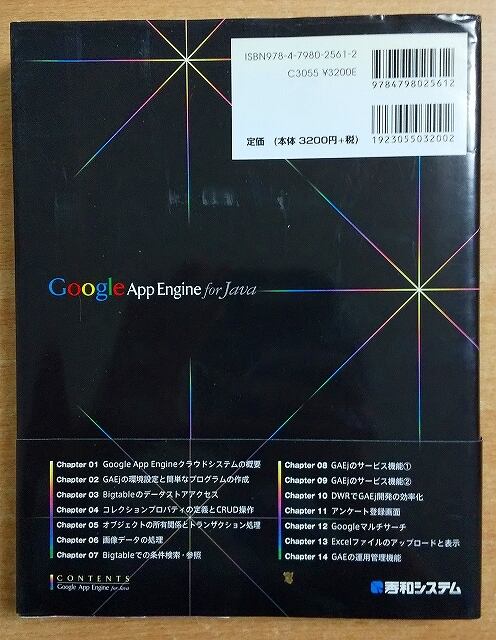 ISBN978-4-7980-2561-2
C3055 ¥3200E
定価 (本体 3200円+税)
9784798025612
1923055032002
Google App Engine for Java
Chapter 01 Google App Engineクラウドシステムの概要
Chapter 02 GAEJの環境設定と簡単なプログラムの作成
Chapter 03 Bigtableのデータストアアクセス
Chapter 04 コレクションプロパティの定義とCRUD操作
Chapter 05 オブジェクトの所有関係とトランザクション処理
Chapter 06 画像データの処理
Chapter 07 Bigtableでの条件検索・参照
Chapter 08 GAEjのサービス機能①
Chapter 09 GAEjのサービス機能②
Chapter 10 DWRでGAEj開発の効率化
Chapter 11 アンケート登録画面
Chapter 12 Googleマルチサーチ
Chapter 13 Excelファイルのアップロードと表示
Chapter 14 GAEの運用管理機能
CONTENTS
Google App Engine for Java
秀和システム